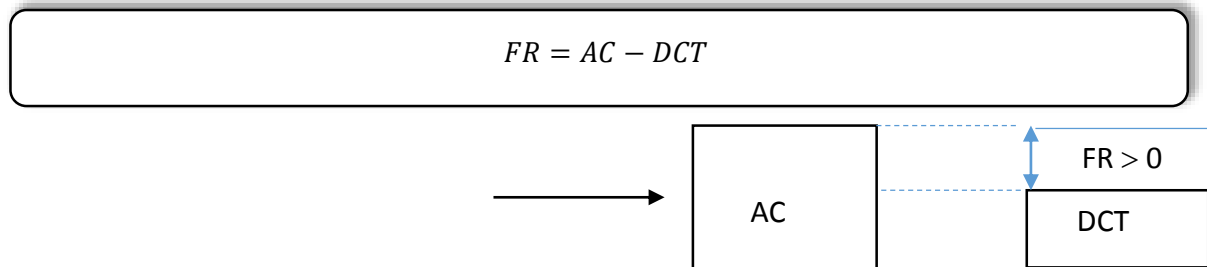 FR = AC − DCT
FR > 0
AC
DCT